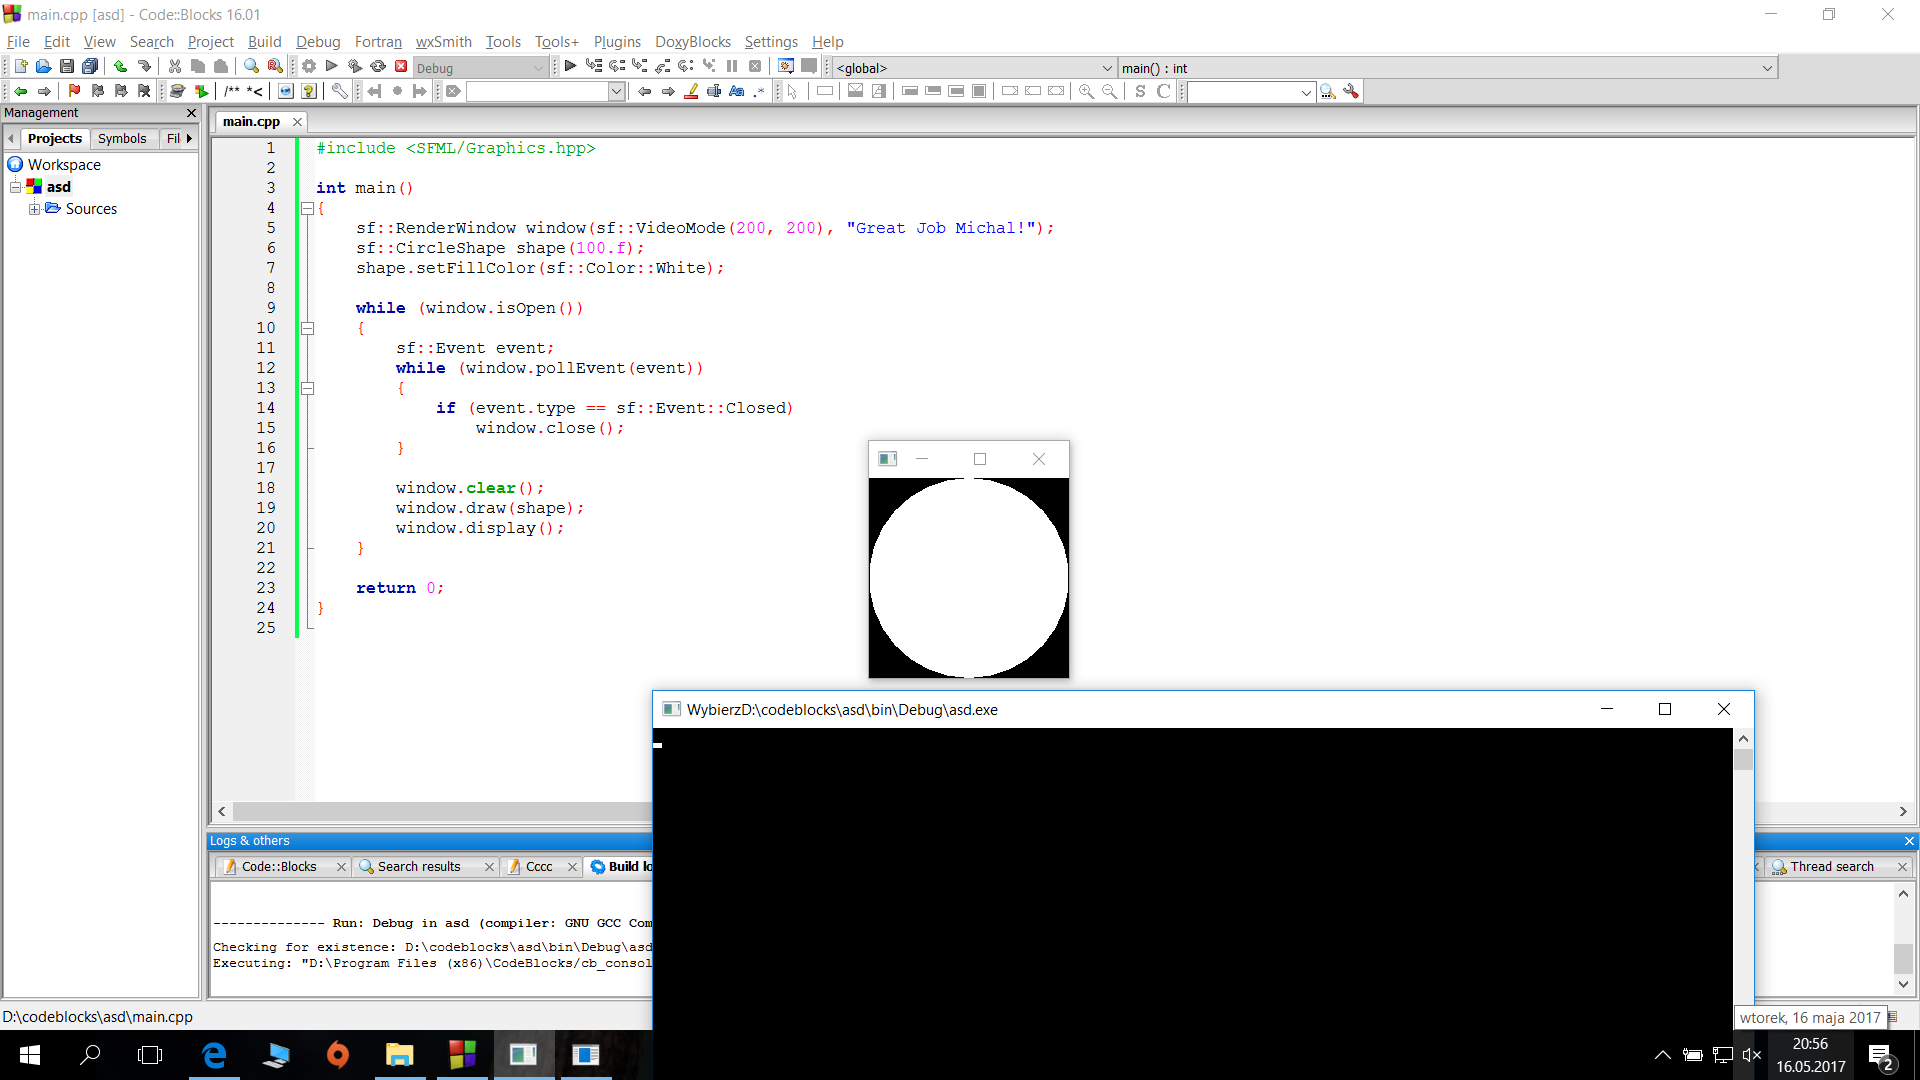 main.cpp [asd] - Code::Blocks 16.01
File Edit View Search Project Build Debug Fortran wxSmith Tools Tools+ Plugins DoxyBlocks Settings Help
Debug
<global>
main() : int
/** *<
Aa .*
S C
Management
Projects Symbols Fil
Workspace
asd
Sources
main.cpp
1 #include <SFML/Graphics.hpp>
2
3 int main()
4 {
5 sf::RenderWindow window(sf::VideoMode(200, 200), "Great Job Michal!");
6 sf::CircleShape shape(100.f);
7 shape.setFillColor(sf::Color::White);
8
9 while (window.isOpen())
10 {
11 sf::Event event;
12 while (window.pollEvent(event))
13 {
14 if (event.type == sf::Event::Closed)
15 window.close();
16 }
17
18 window.clear();
19 window.draw(shape);
20 window.display();
21 }
22
23 return 0;
24 }
25
WybierzD:\codeblocks\asd\bin\Debug\asd.exe
Logs & others
Code::Blocks Search results Cccc Build lo Thread search
-------------- Run: Debug in asd (compiler: GNU GCC Com
Checking for existence: D:\codeblocks\asd\bin\Debug\asd
Executing: "D:\Program Files (x86)\CodeBlocks/cb_consol
D:\codeblocks\asd\main.cpp
wtorek, 16 maja 2017
20:56
16.05.2017
2